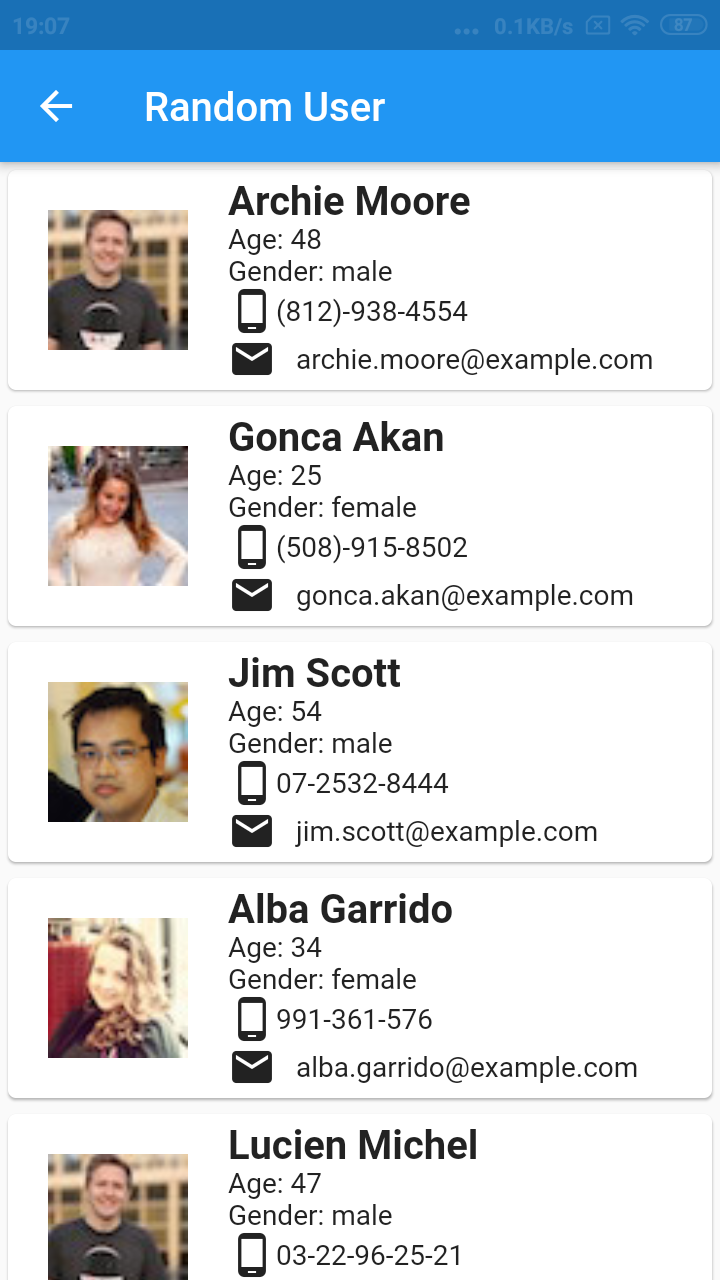 19:07 ... 0.1KB/s 87
Random User
Archie Moore
Age: 48
Gender: male
(812)-938-4554
archie.moore@example.com
Gonca Akan
Age: 25
Gender: female
(508)-915-8502
gonca.akan@example.com
Jim Scott
Age: 54
Gender: male
07-2532-8444
jim.scott@example.com
Alba Garrido
Age: 34
Gender: female
991-361-576
alba.garrido@example.com
Lucien Michel
Age: 47
Gender: male
03-22-96-25-21